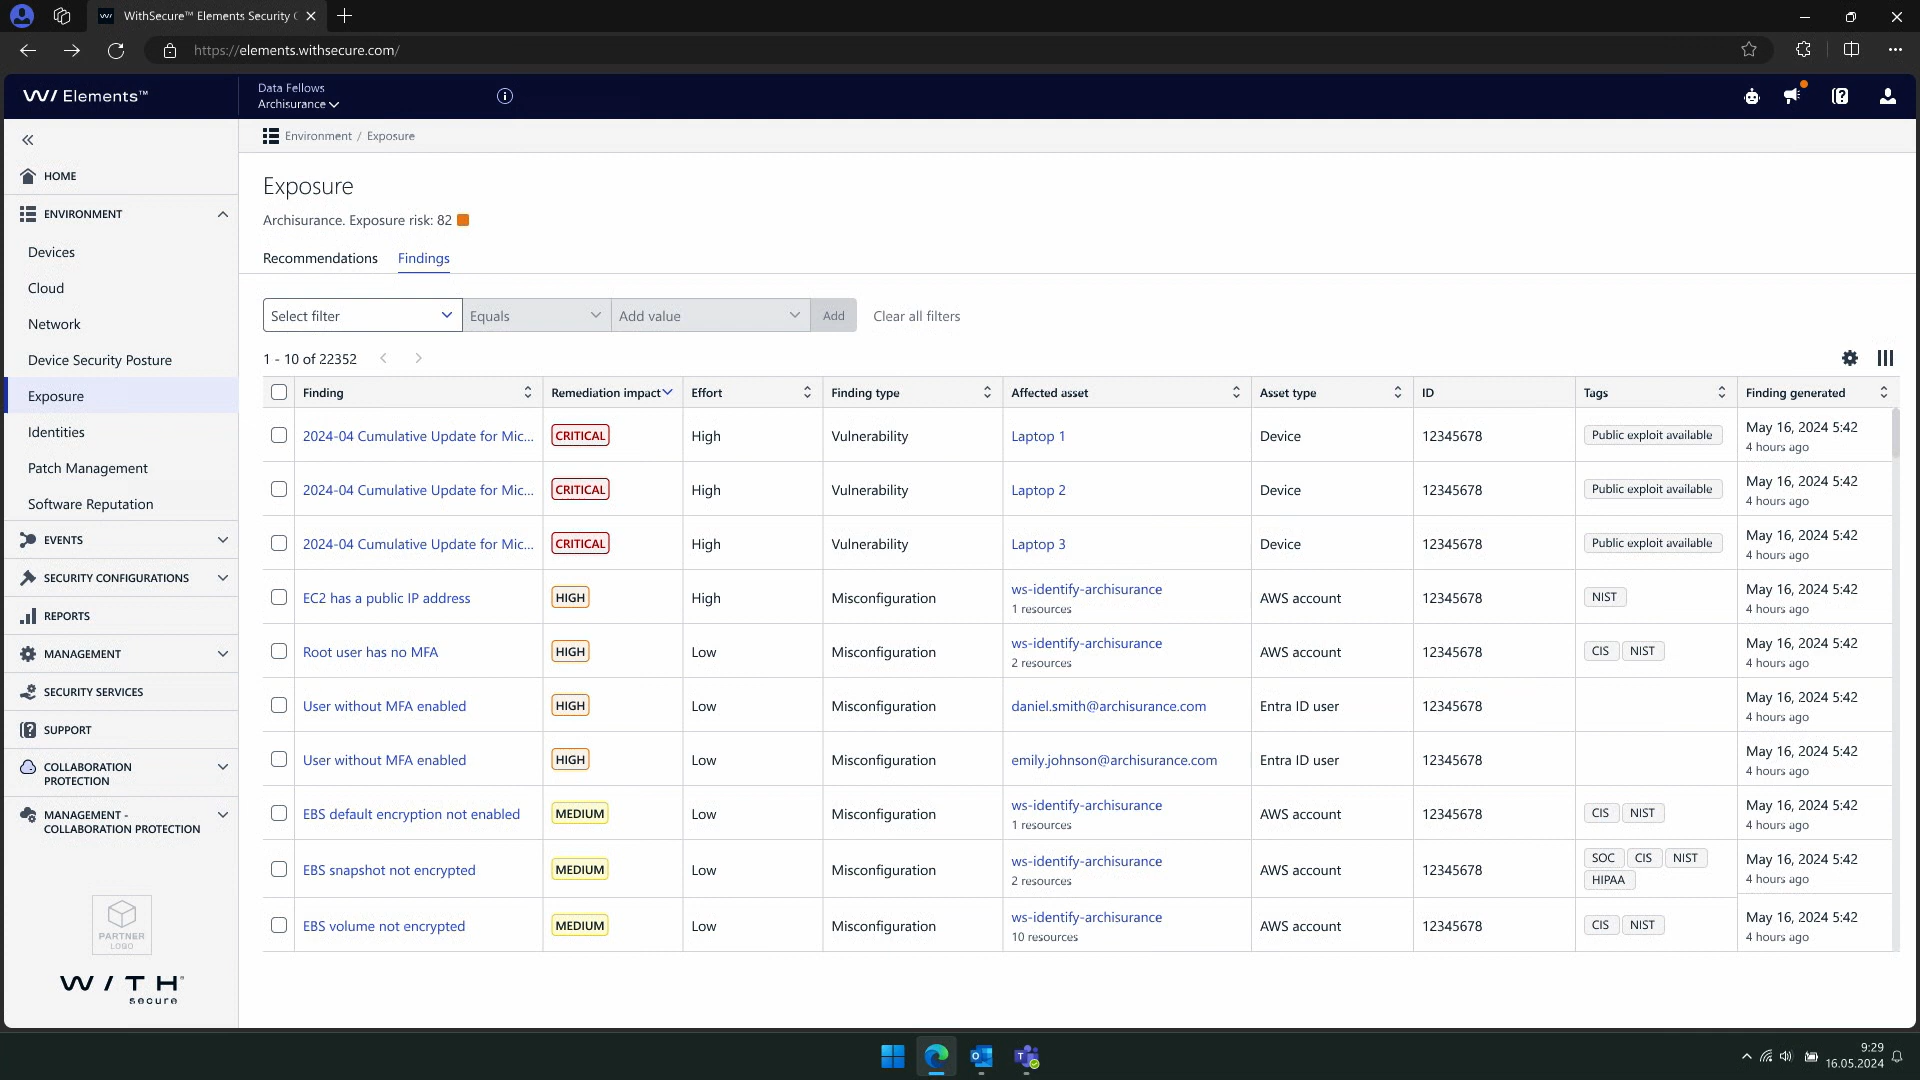 WithSecure™ Elements Security C
https://elements.withsecure.com/
W/ Elements™
Data Fellows
Archisurance
Environment / Exposure
HOME
ENVIRONMENT
Devices
Cloud
Network
Device Security Posture
Exposure
Identities
Patch Management
Software Reputation
EVENTS
SECURITY CONFIGURATIONS
REPORTS
MANAGEMENT
SECURITY SERVICES
SUPPORT
COLLABORATION
PROTECTION
MANAGEMENT -
COLLABORATION PROTECTION
PARTNER
LOGO
W / T H
secure
Exposure
Archisurance. Exposure risk: 82
Recommendations Findings
Select filter Equals Add value Add Clear all filters
1 - 10 of 22352
Finding Remediation impact Effort Finding type Affected asset Asset type ID Tags Finding generated
2024-04 Cumulative Update for Mic... CRITICAL High Vulnerability Laptop 1 Device 12345678 Public exploit available May 16, 2024 5:42
4 hours ago
2024-04 Cumulative Update for Mic... CRITICAL High Vulnerability Laptop 2 Device 12345678 Public exploit available May 16, 2024 5:42
4 hours ago
2024-04 Cumulative Update for Mic... CRITICAL High Vulnerability Laptop 3 Device 12345678 Public exploit available May 16, 2024 5:42
4 hours ago
EC2 has a public IP address HIGH High Misconfiguration ws-identify-archisurance AWS account 12345678 NIST May 16, 2024 5:42
1 resources 4 hours ago
Root user has no MFA HIGH Low Misconfiguration ws-identify-archisurance AWS account 12345678 CIS NIST May 16, 2024 5:42
2 resources 4 hours ago
User without MFA enabled HIGH Low Misconfiguration daniel.smith@archisurance.com Entra ID user 12345678 May 16, 2024 5:42
4 hours ago
User without MFA enabled HIGH Low Misconfiguration emily.johnson@archisurance.com Entra ID user 12345678 May 16, 2024 5:42
4 hours ago
EBS default encryption not enabled MEDIUM Low Misconfiguration ws-identify-archisurance AWS account 12345678 CIS NIST May 16, 2024 5:42
1 resources 4 hours ago
EBS snapshot not encrypted MEDIUM Low Misconfiguration ws-identify-archisurance AWS account 12345678 SOC CIS NIST May 16, 2024 5:42
2 resources HIPAA 4 hours ago
EBS volume not encrypted MEDIUM Low Misconfiguration ws-identify-archisurance AWS account 12345678 CIS NIST May 16, 2024 5:42
10 resources 4 hours ago
9:29
16.05.2024